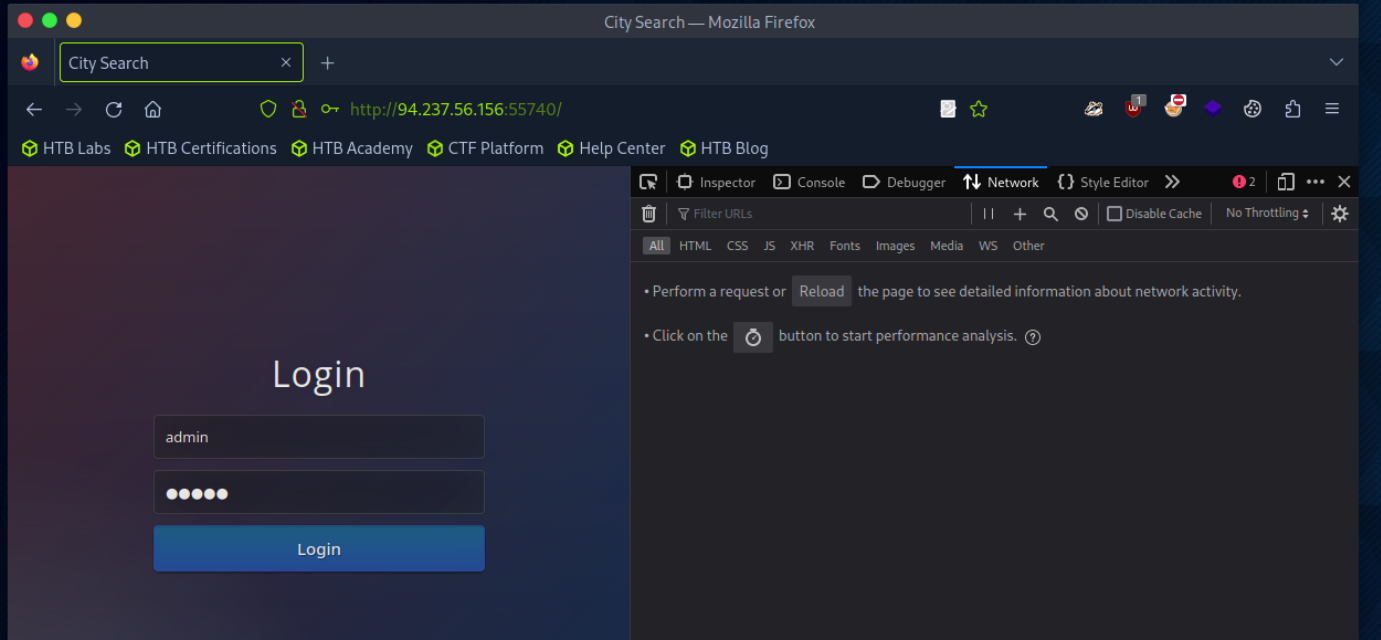 City Search — Mozilla Firefox
City Search
http://94.237.56.156:55740/
1
HTB Labs HTB Certifications HTB Academy CTF Platform Help Center HTB Blog
Inspector Console Debugger Network Style Editor 2
Filter URLs Disable Cache No Throttling
All HTML CSS JS XHR Fonts Images Media WS Other
• Perform a request or Reload the page to see detailed information about network activity.
• Click on the button to start performance analysis. ?
Login
admin
●●●●●
Login